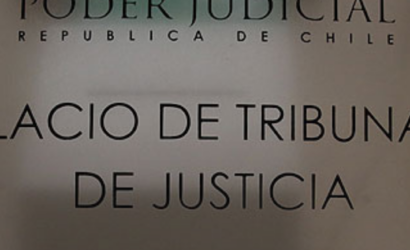 PODER JUDICIAL
REPUBLICA DE CHILE
LACIO DE TRIBUNA
DE JUSTICIA